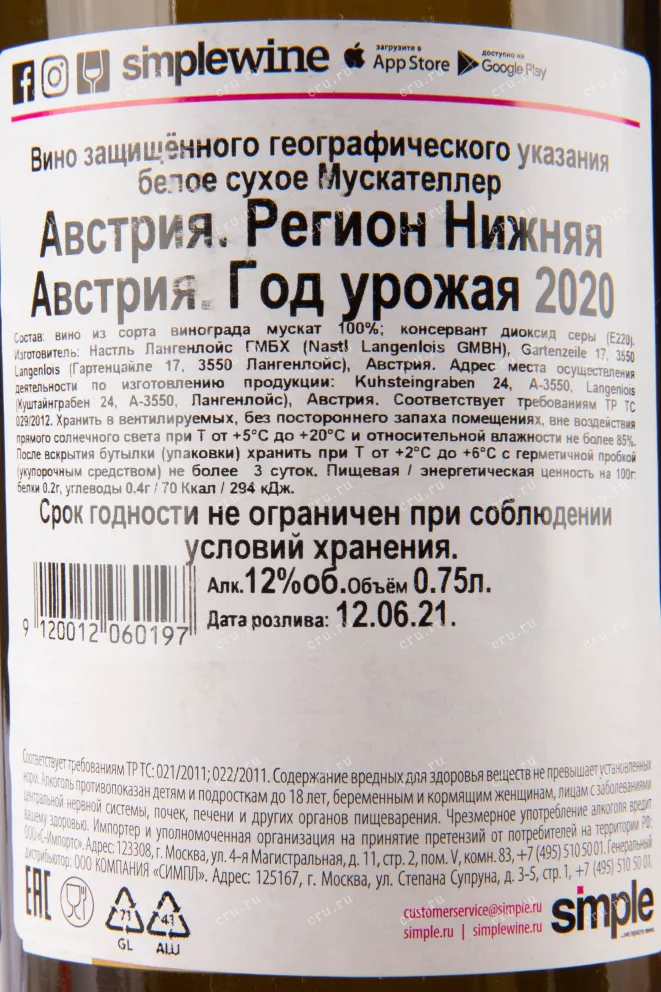 simplewine загрузите в App Store доступно на Google Play
Вино защищённого географического указания
белое сухое Мускателлер
Австрия. Регион Нижняя
Австрия. Год урожая 2020
Состав: вино из сорта винограда мускат 100%; консервант диоксид серы (E220).
Изготовитель: Настль Лангенлойс ГМБХ (Nastl Langenlois GMBH), Gartenzeile 17, 3550
Langenlois (Гартенцайле 17, 3550 Лангенлойс), Австрия. Адрес места осуществления
деятельности по изготовлению продукции: Kuhsteingraben 24, A-3550, Langenlois
(Куштайнграбен 24, А-3550, Лангенлойс), Австрия. Соответствует требованиям ТР ТС
029/2012. Хранить в вентилируемых, без постороннего запаха помещениях, вне воздействия
прямого солнечного света при Т от +5°С до +20°С и относительной влажности не более 85%.
После вскрытия бутылки (упаковки) хранить при Т от +2°С до +6°С с герметичной пробкой
(укупорочным средством) не более 3 суток. Пищевая / энергетическая ценность на 100г:
белки 0.2г, углеводы 0.4г / 70 Ккал / 294 кДж.
Срок годности не ограничен при соблюдении
условий хранения.
Алк.12%об.Объём 0.75л.
Дата розлива: 12.06.21.
9 120012 060197
Соответствует требованиям ТР ТС: 021/2011; 022/2011. Содержание вредных для здоровья веществ не превышает установленных
норм. Алкоголь противопоказан детям и подросткам до 18 лет, беременным и кормящим женщинам, лицам с заболеваниями
центральной нервной системы, почек, печени и других органов пищеварения. Чрезмерное употребление алкоголя вредит
вашему здоровью. Импортер и уполномоченная организация на принятие претензий от потребителей на территории РФ:
ООО «С-Импортс». Адрес: 123308, г. Москва, ул. 4-я Магистральная, д. 11, стр. 2, пом. V, комн. 83, +7 (495) 510 50 01. Генеральный
дистрибьютор: ООО КОМПАНИЯ «СИМПЛ». Адрес: 125167, г. Москва, ул. Степана Супруна, д. 3-5, стр.1, +7 (495) 510 50 01.
EAC
71 GL
41 АЛЮ
customerservice@simple.ru
simple.ru | simplewine.ru
simple
...не просто вино